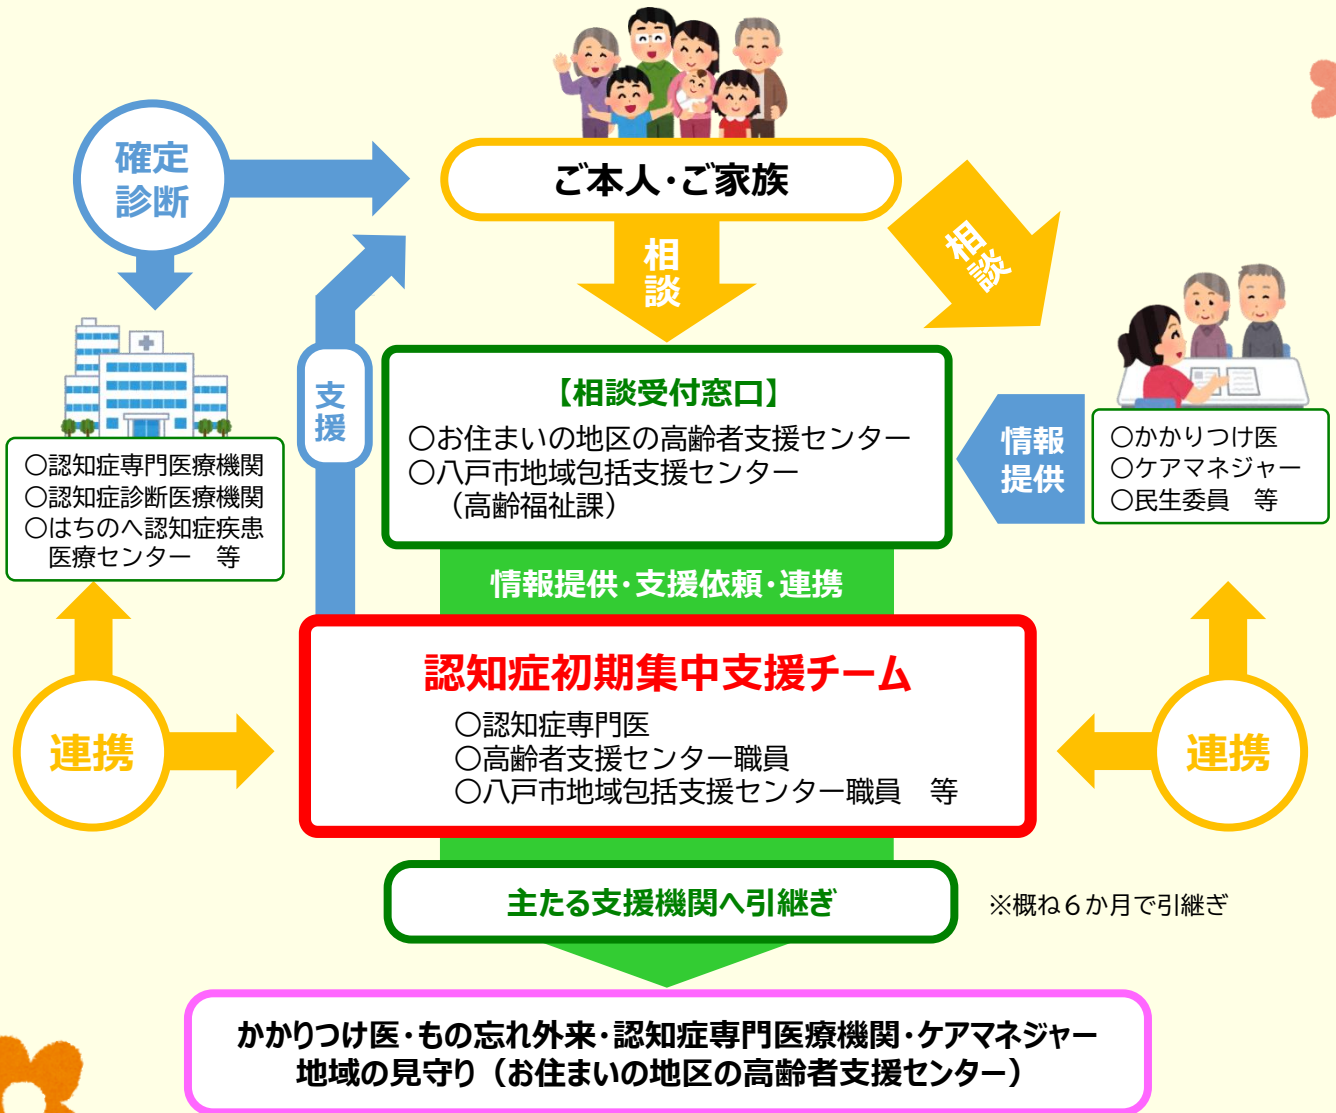 確定
診断
ご本人・ご家族
相談
相談
支援
【相談受付窓口】
○お住まいの地区の高齢者支援センター
○八戸市地域包括支援センター
（高齢福祉課）
情報
提供
○かかりつけ医
○ケアマネジャー
○民生委員　等
○認知症専門医療機関
○認知症診断医療機関
○はちのへ認知症疾患
医療センター　等
情報提供・支援依頼・連携
認知症初期集中支援チーム
○認知症専門医
○高齢者支援センター職員
○八戸市地域包括支援センター職員　等
連携
連携
主たる支援機関へ引継ぎ
※概ね６か月で引継ぎ
かかりつけ医・もの忘れ外来・認知症専門医療機関・ケアマネジャー
地域の見守り（お住まいの地区の高齢者支援センター）